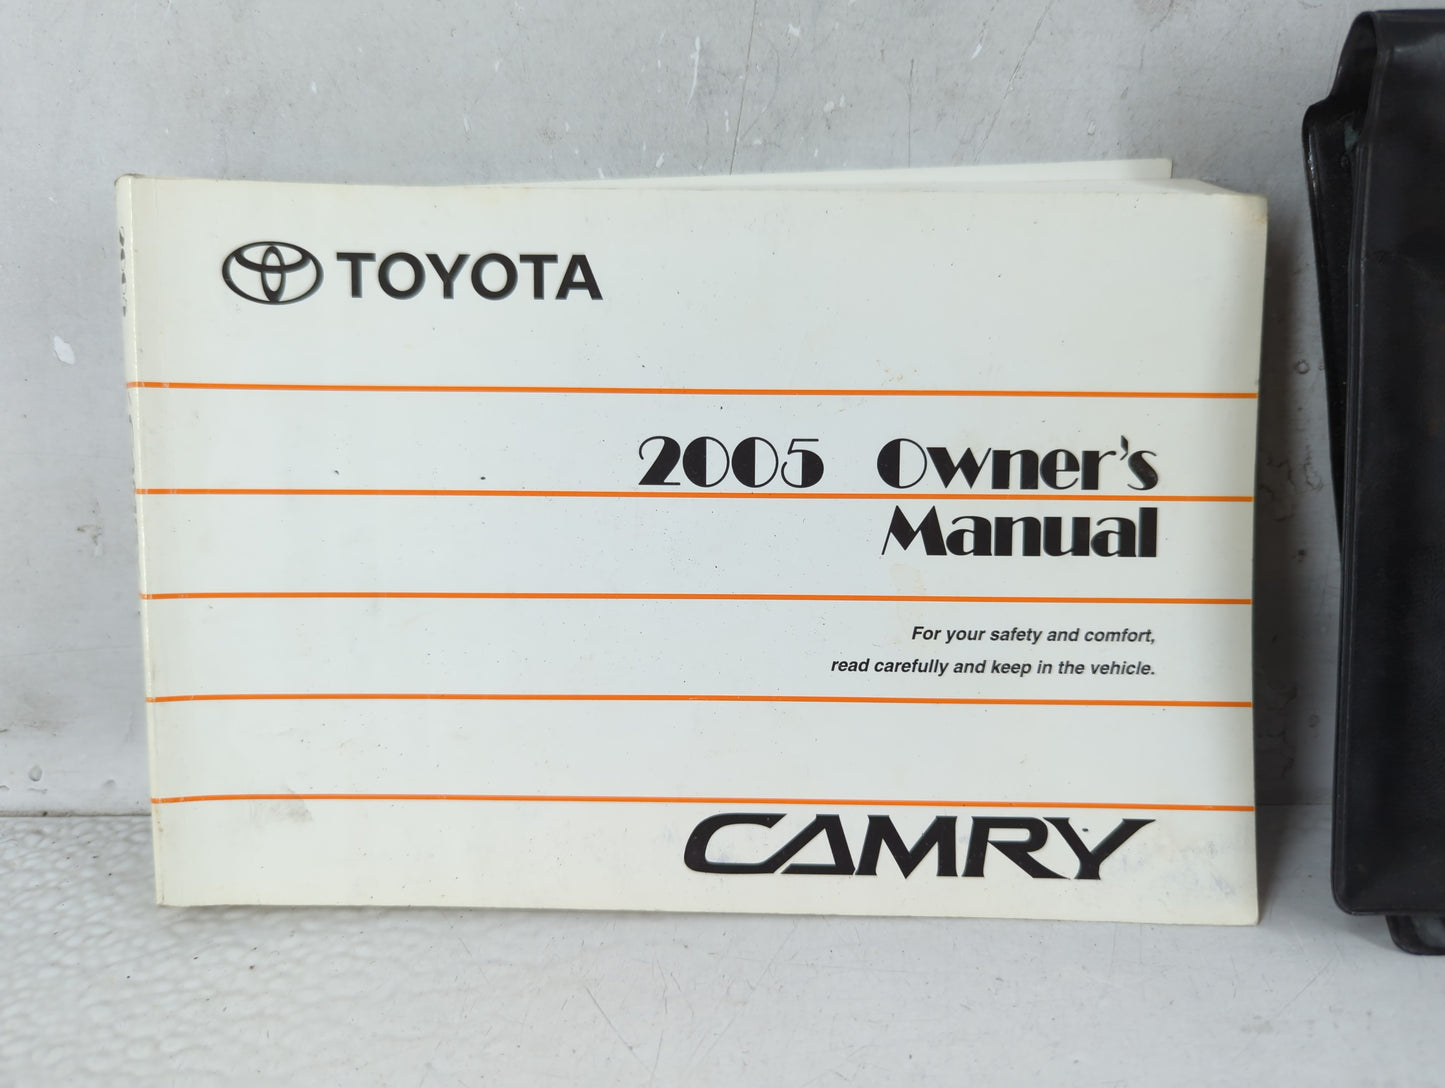 TOYOTA
2005 Owner's
Manual
For your safety and comfort,
read carefully and keep in the vehicle.
CAMRY